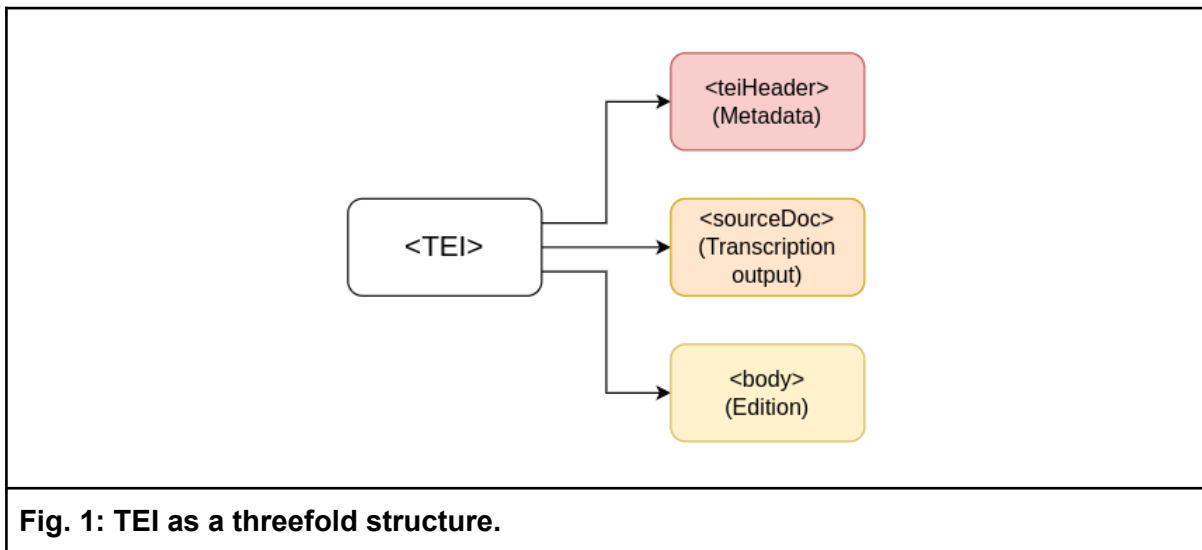 <teiHeader>
(Metadata)
<TEI>
<sourceDoc>
(Transcription
output)
<body>
(Edition)
Fig. 1: TEI as a threefold structure.